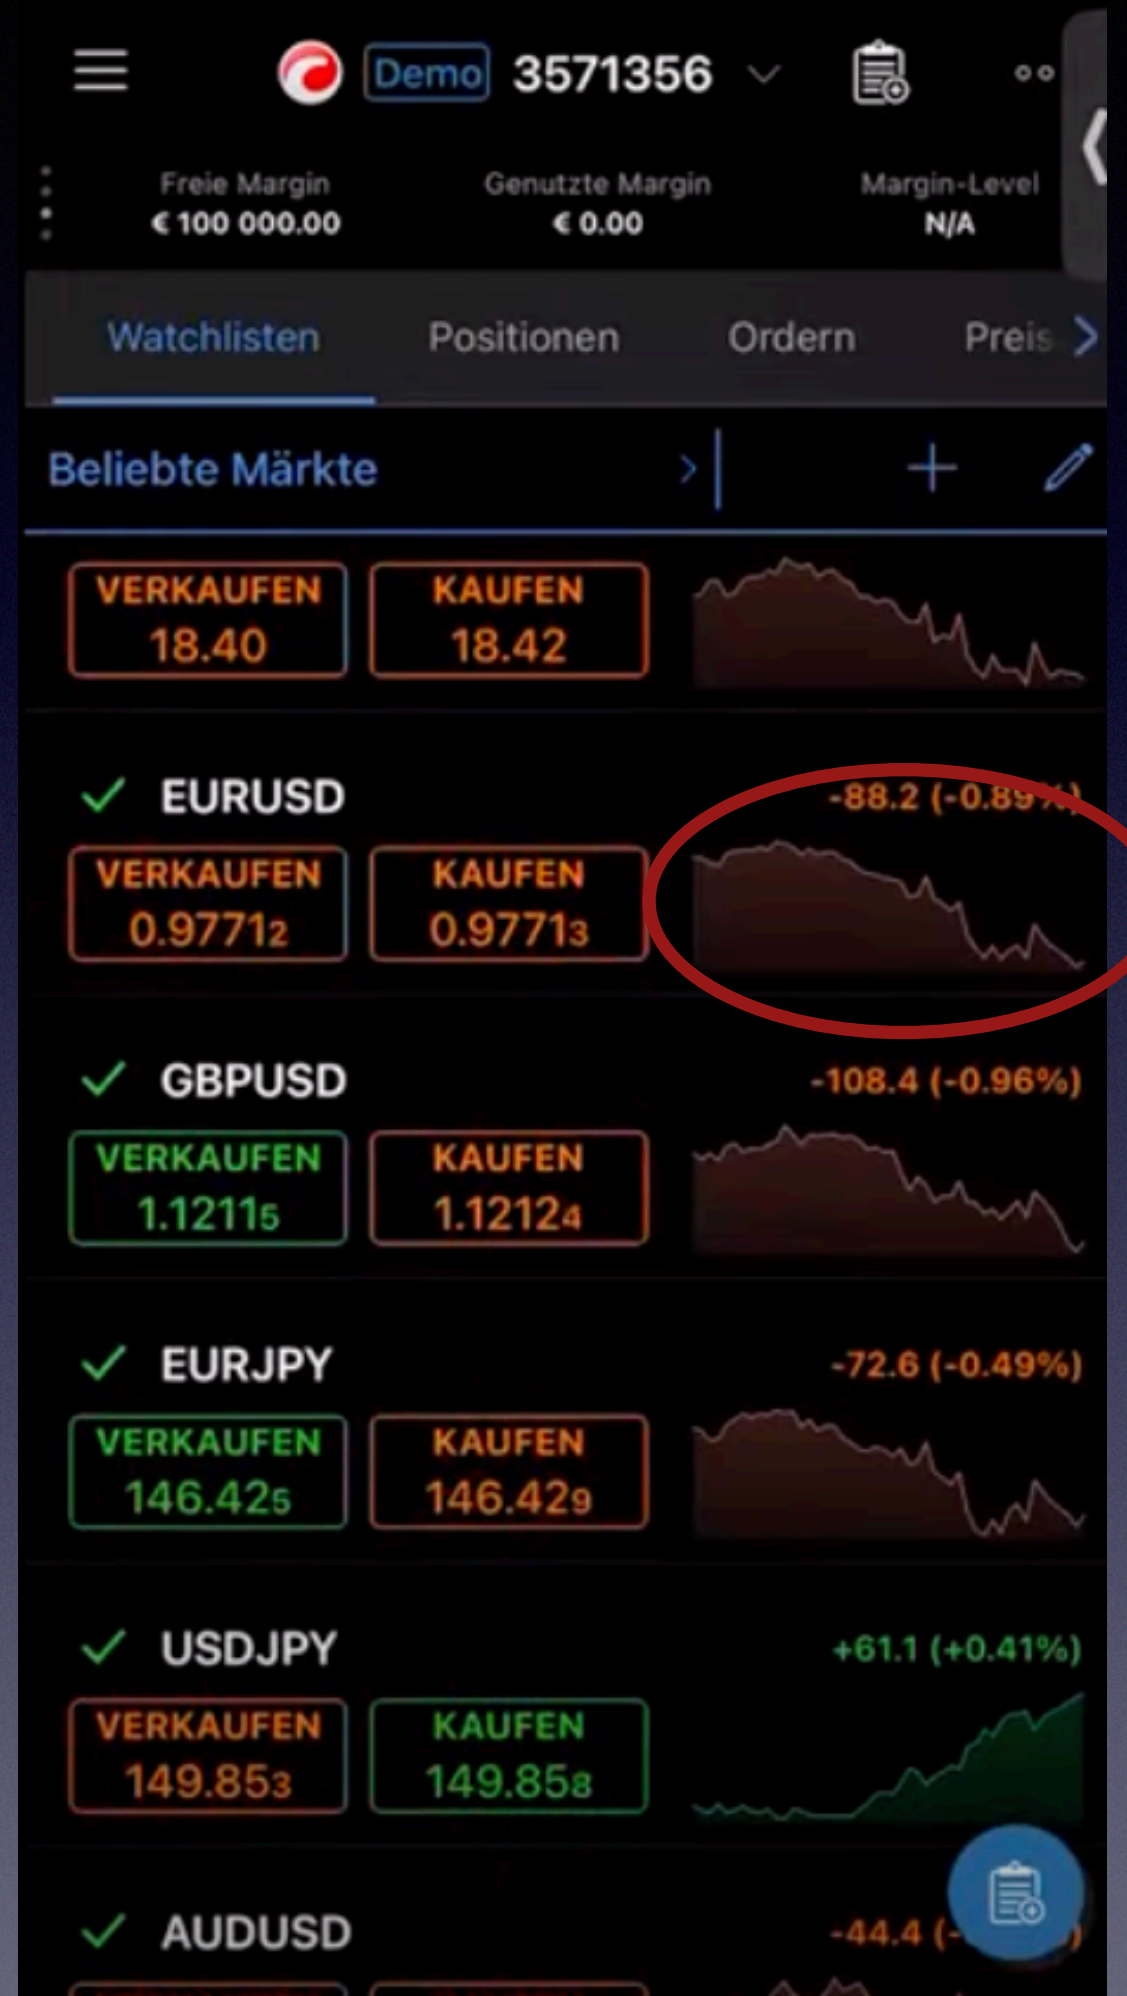 Demo 3571356
Freie Margin Genutzte Margin Margin-Level
€ 100 000.00 € 0.00 N/A
Watchlisten Positionen Ordern Preis
Beliebte Märkte
VERKAUFEN KAUFEN
18.40 18.42
EURUSD -88.2 (-0.89%)
VERKAUFEN KAUFEN
0.97712 0.97713
GBPUSD -108.4 (-0.96%)
VERKAUFEN KAUFEN
1.12115 1.12124
EURJPY -72.6 (-0.49%)
VERKAUFEN KAUFEN
146.425 146.429
USDJPY +61.1 (+0.41%)
VERKAUFEN KAUFEN
149.853 149.858
AUDUSD -44.4 (-